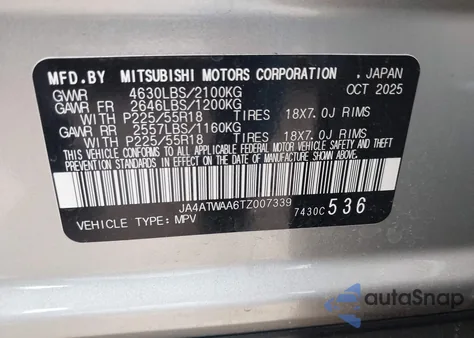 MFD.BY MITSUBISHI MOTORS CORPORATION , JAPAN
GVWR 4630LBS/2100KG OCT 2025
GAWR FR 2646LBS/1200KG
WITH P225/55R18 TIRES 18X7.0J RIMS
GAWR RR 2557LBS/1160KG
WITH P225/55R18 TIRES 18X7.0J RIMS
THIS VEHICLE CONFORMS TO ALL APPLICABLE FEDERAL MOTOR VEHICLE SAFETY, BUMPER AND THEFT
PREVENTION STANDARDS IN EFFECT ON THE DATE OF MANUFACTURE SHOWN ABOVE.
JA4ATWAA6TZ007339
VEHICLE TYPE: MPV 7430C 536
autoSnap